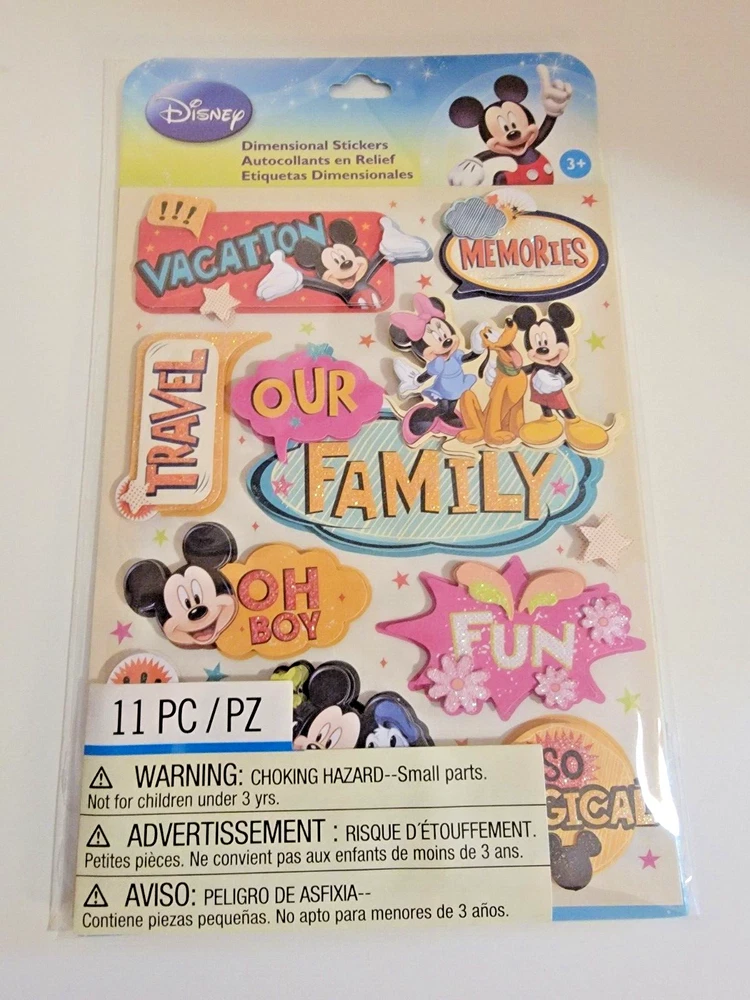 DISNEY
Dimensional Stickers
Autocollants en Relief
Etiquetas Dimensionales
3+
!!!
VACATION
MEMORIES
TRAVEL
OUR
FAMILY
OH
BOY
FUN
SO
11 PC/PZ
WARNING: CHOKING HAZARD--Small parts.
Not for children under 3 yrs.
ADVERTISSEMENT : RISQUE D'ÉTOUFFEMENT.
Petites pièces. Ne convient pas aux enfants de moins de 3 ans.
AVISO: PELIGRO DE ASFIXIA--
Contiene piezas pequeñas. No apto para menores de 3 años.